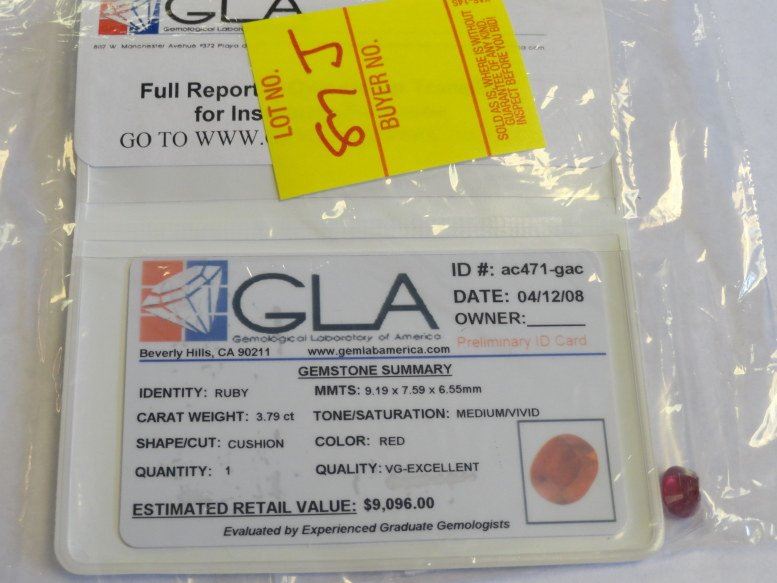 GLA
Gemological Laboratory of America
807 W. Manchester Avenue #372 Playa d
Full Report
for Ins
GO TO WWW.
LOT NO.
87 J
BUYER NO.
SOLD AS IS, WHERE IS WITHOUT
GUARANTEE OF ANY KIND.
INSPECT BEFORE YOU BID!
GLA
Gemological Laboratory of America
Beverly Hills, CA 90211
www.gemlabamerica.com
ID #: ac471-gac
DATE: 04/12/08
OWNER:
Preliminary ID Card
GEMSTONE SUMMARY
IDENTITY: RUBY MMTS: 9.19 x 7.59 x 6.55mm
CARAT WEIGHT: 3.79 ct TONE/SATURATION: MEDIUM/VIVID
SHAPE/CUT: CUSHION COLOR: RED
QUANTITY: 1 QUALITY: VG-EXCELLENT
ESTIMATED RETAIL VALUE: $9,096.00
Evaluated by Experienced Graduate Gemologists